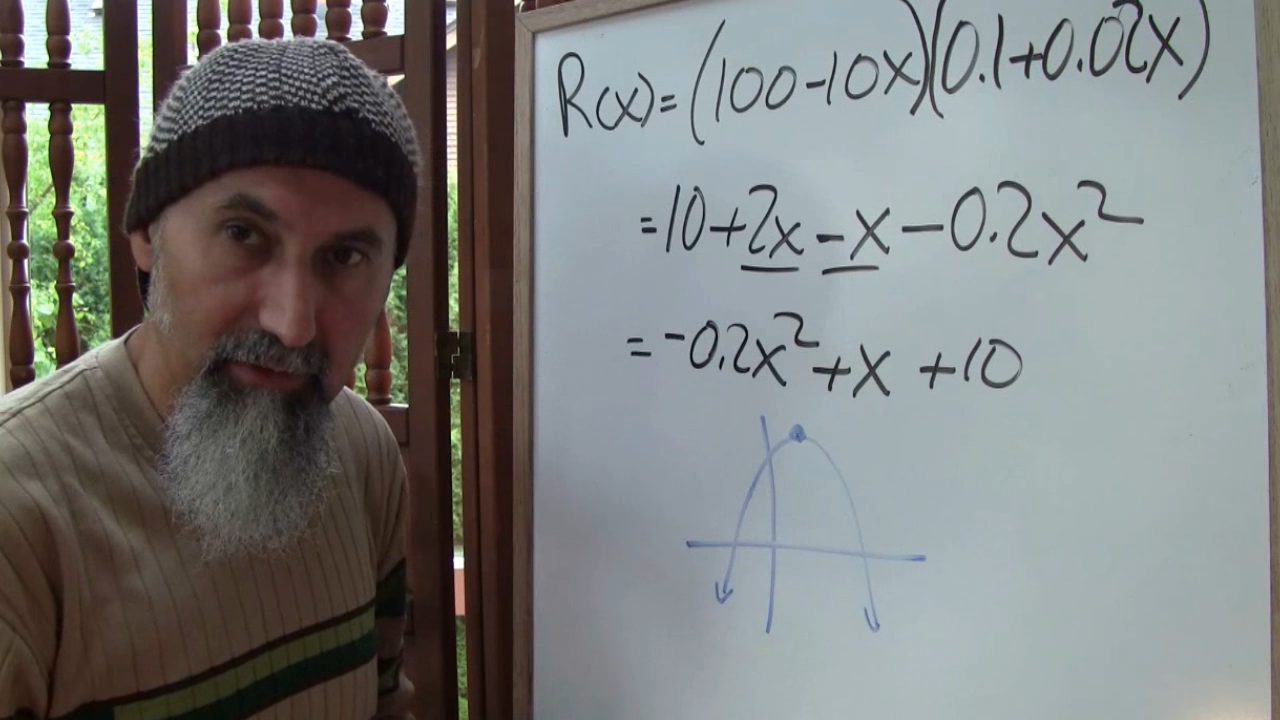 R(x)=(100-10x)(0.1+0.02x)
=10+2x-x-0.2x²
=-0.2x²+x+10